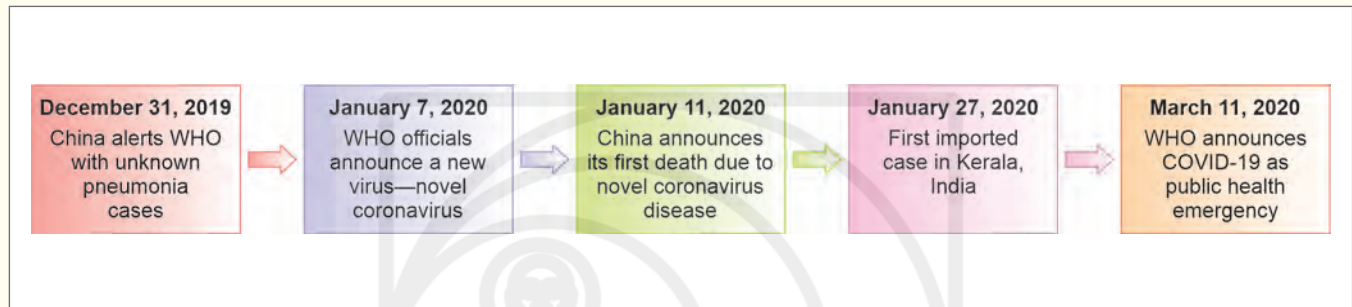 December 31, 2019
China alerts WHO
with unknown
pneumonia
cases
January 7, 2020
WHO officials
announce a new
virus—novel
coronavirus
January 11, 2020
China announces
its first death due to
novel coronavirus
disease
January 27, 2020
First imported
case in Kerala,
India
March 11, 2020
WHO announces
COVID-19 as
public health
emergency